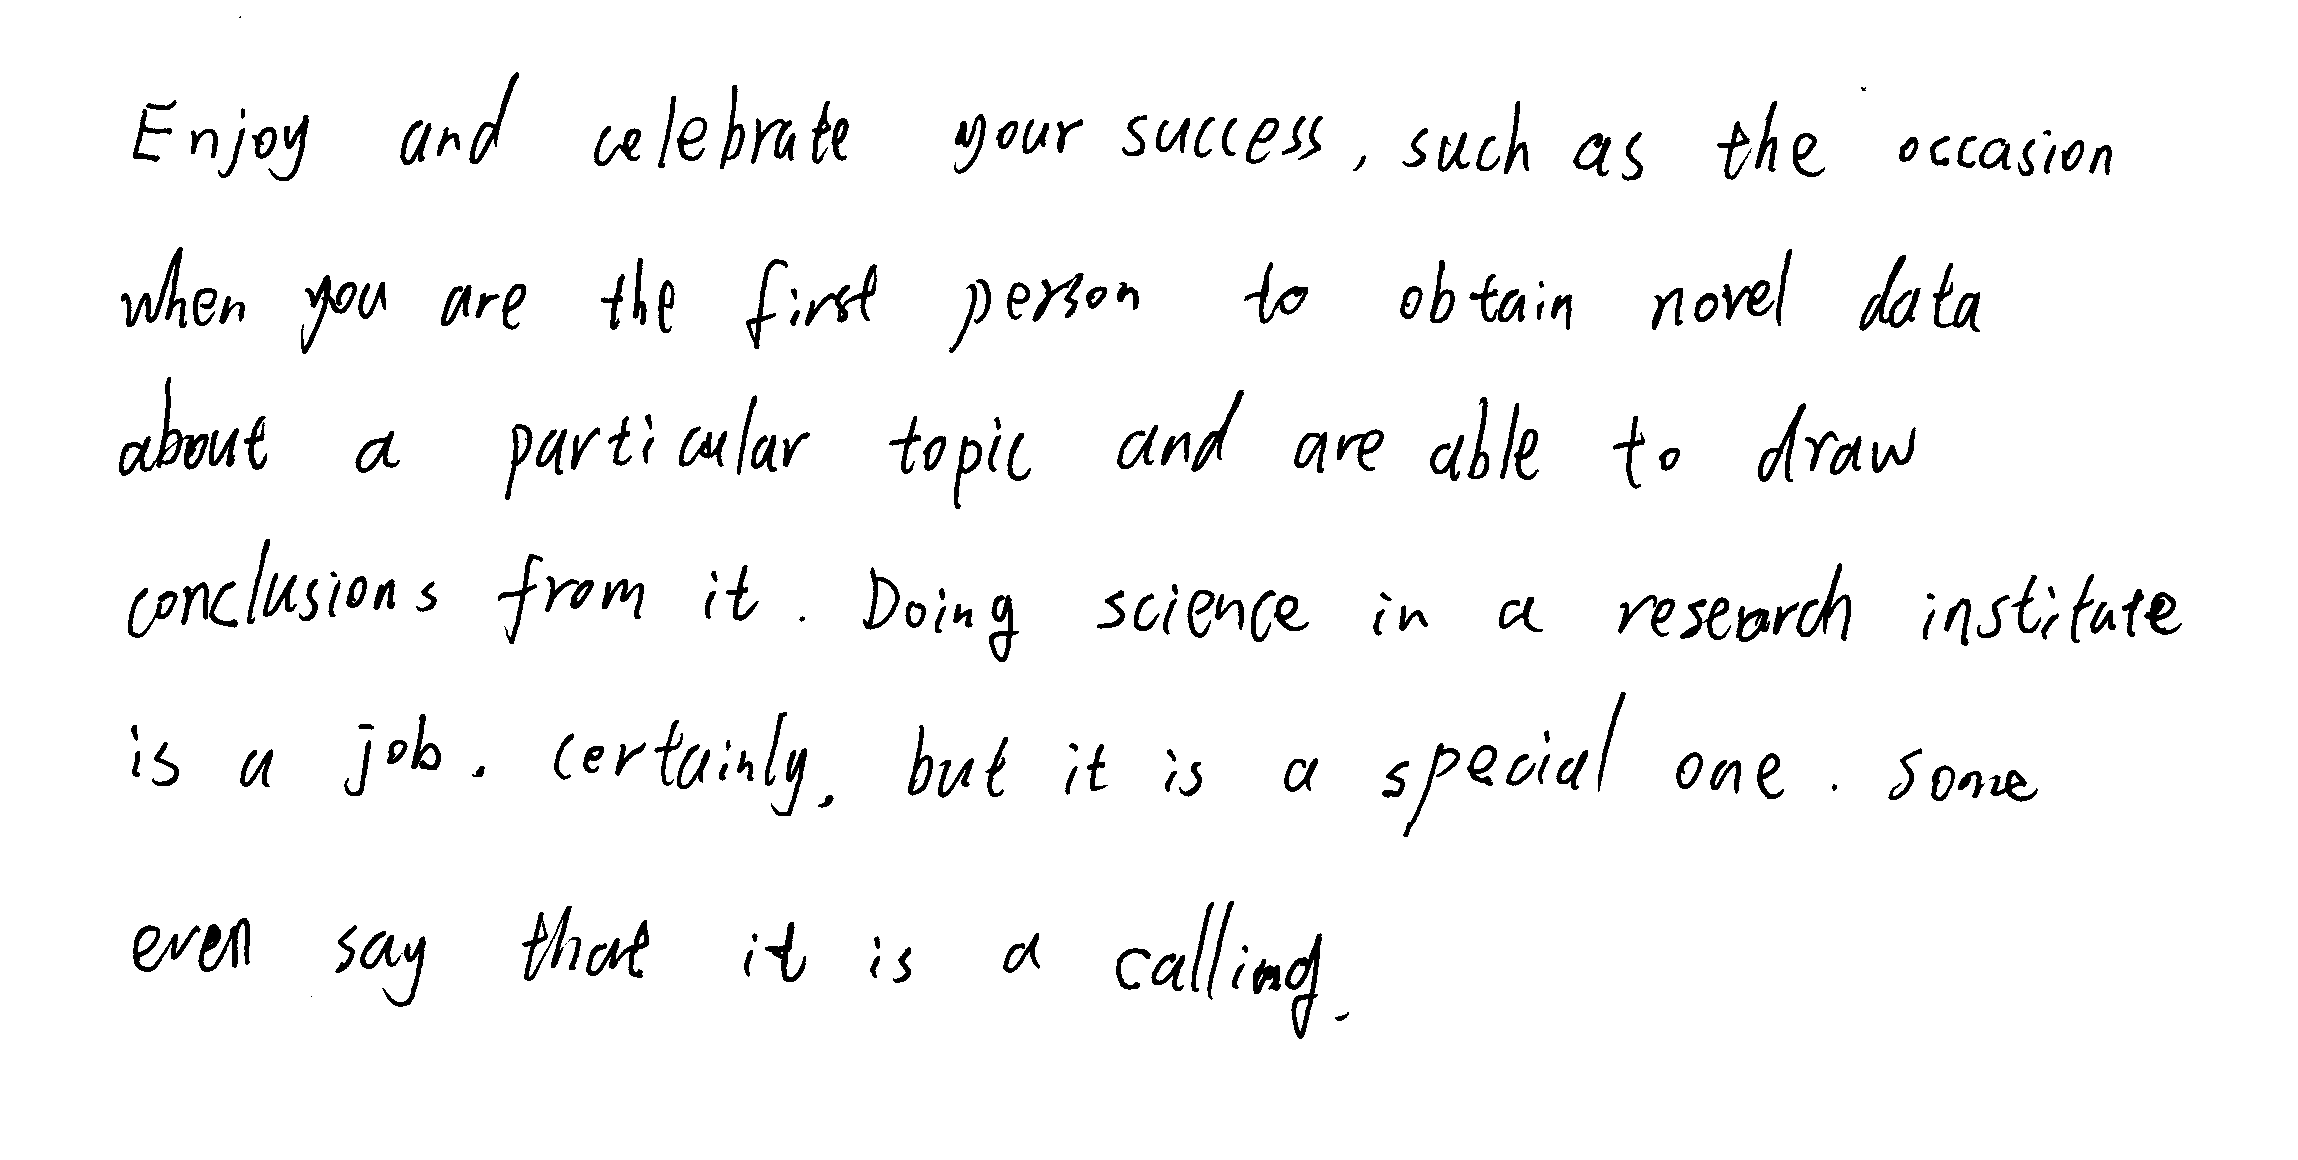 Enjoy and celebrate your success, such as the occasion
when you are the first person to obtain novel data
about a particular topic and are able to draw
conclusions from it. Doing science in a research institute
is a job. certainly, but it is a special one. Some
even say that it is a calling.